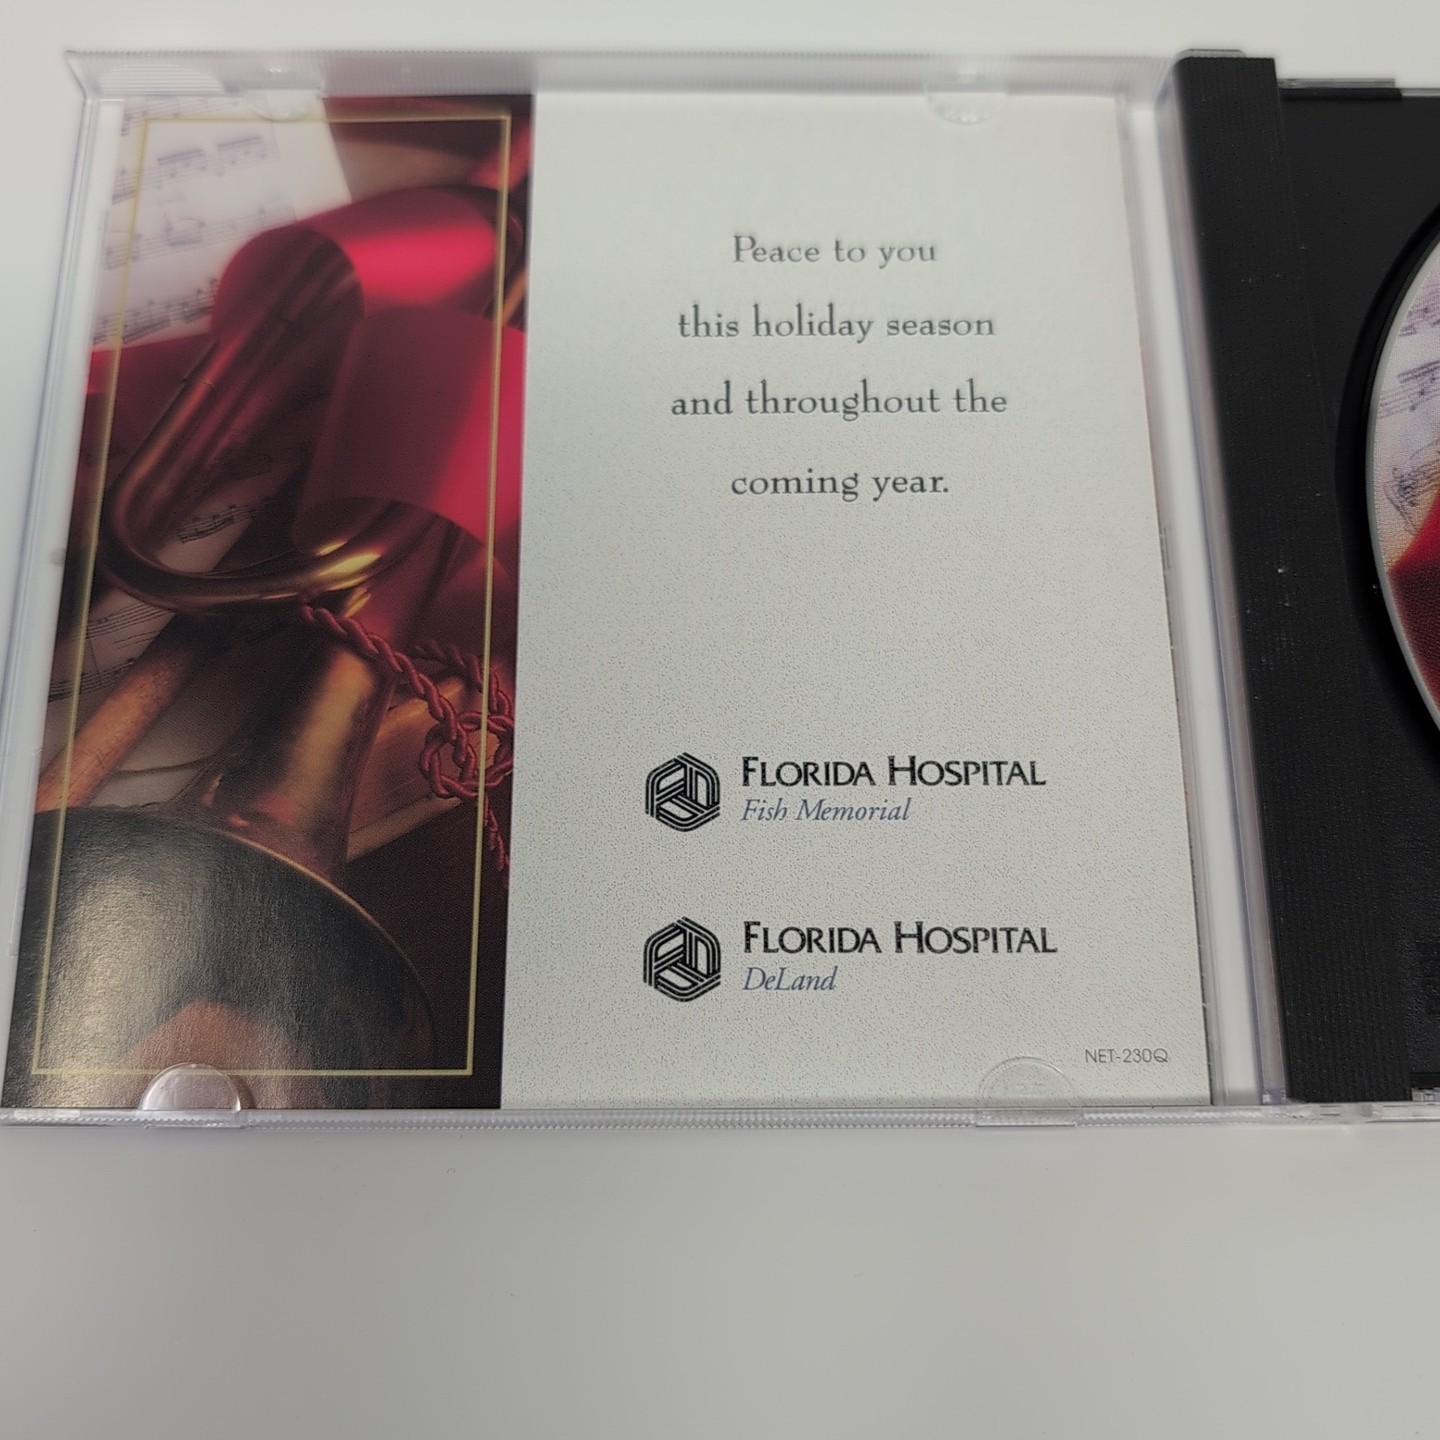 Peace to you
this holiday season
and throughout the
coming year.
FLORIDA HOSPITAL
Fish Memorial
FLORIDA HOSPITAL
DeLand
NET-230Q